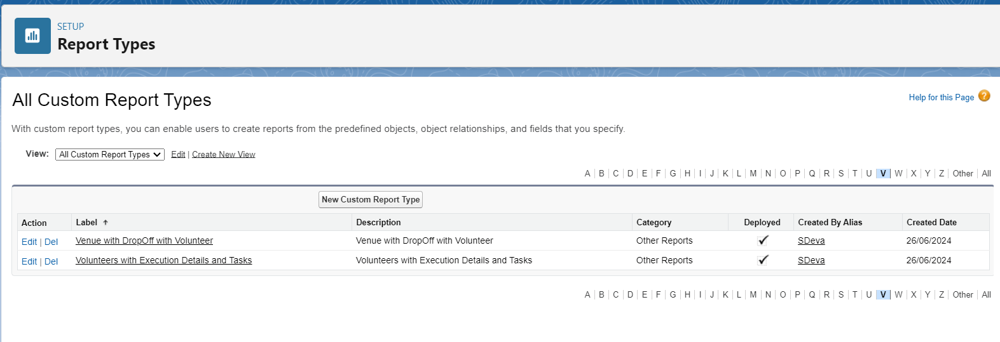 SETUP
Report Types
All Custom Report Types
Help for this Page ?
With custom report types, you can enable users to create reports from the predefined objects, object relationships, and fields that you specify.
View: All Custom Report Types Edit | Create New View
A | B | C | D | E | F | G | H | I | J | K | L | M | N | O | P | Q | R | S | T | U | V | W | X | Y | Z | Other | All
New Custom Report Type
Action Label Description Category Deployed Created By Alias Created Date
Edit | Del Venue with DropOff with Volunteer Venue with DropOff with Volunteer Other Reports SDeva 26/06/2024
Edit | Del Volunteers with Execution Details and Tasks Volunteers with Execution Details and Tasks Other Reports SDeva 26/06/2024
A | B | C | D | E | F | G | H | I | J | K | L | M | N | O | P | Q | R | S | T | U | V | W | X | Y | Z | Other | All